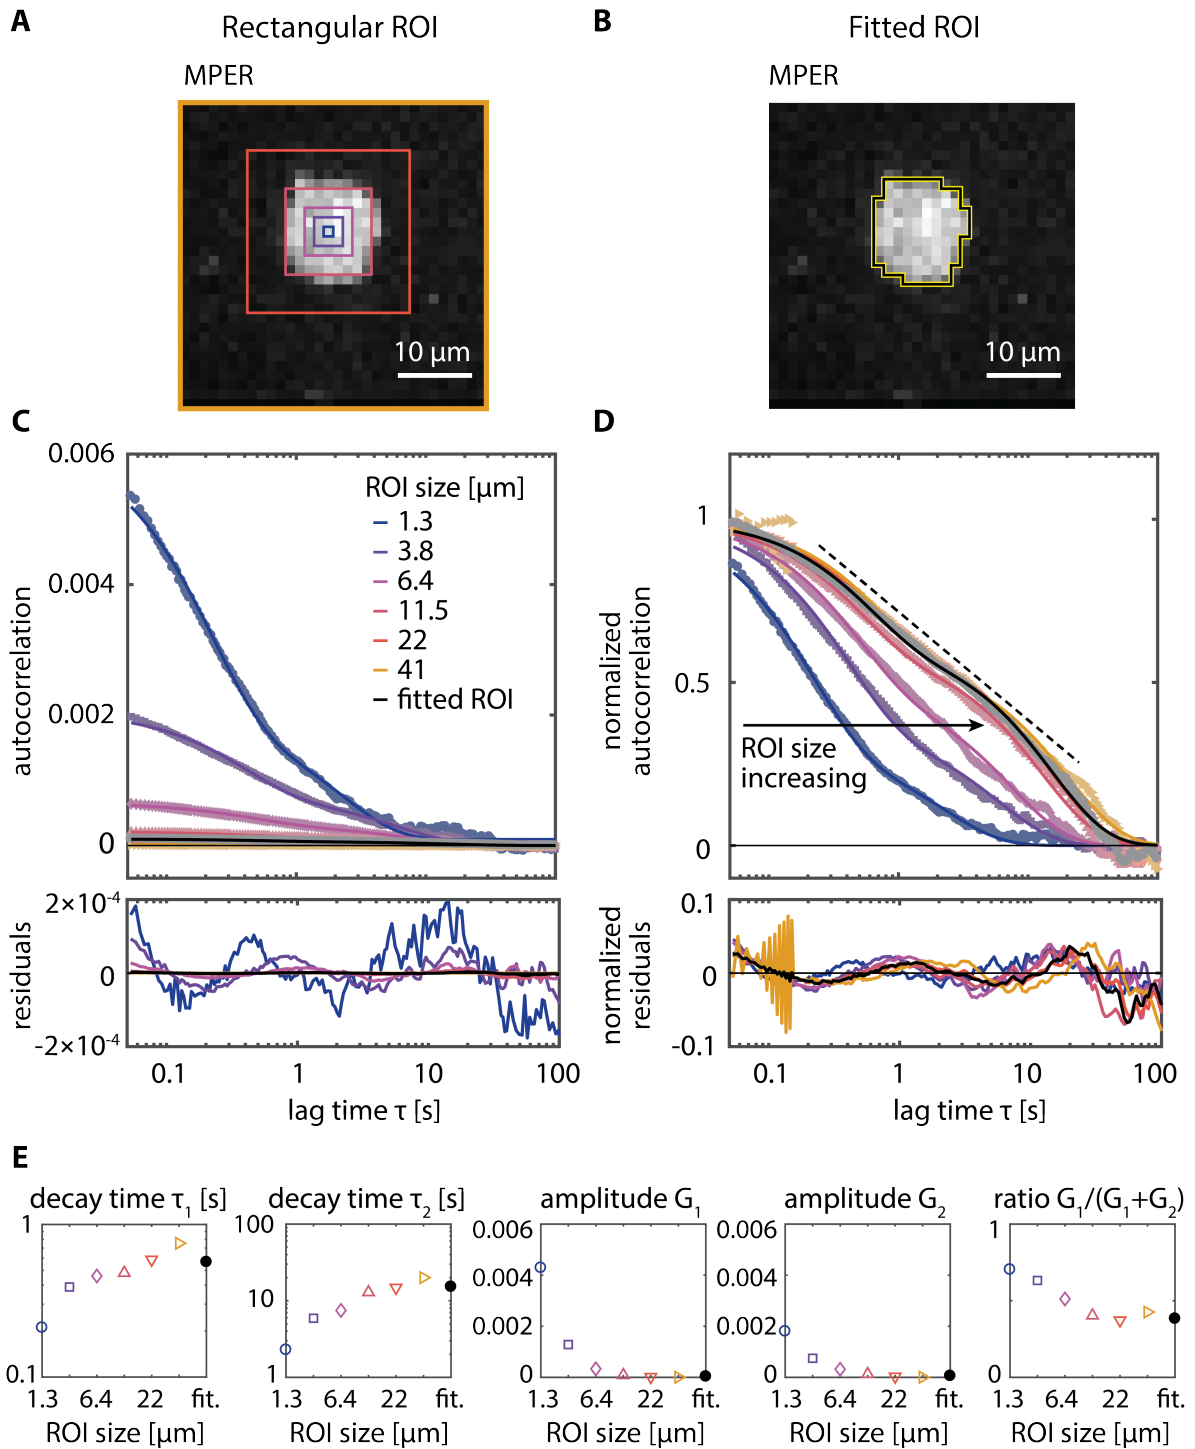 A
Rectangular ROI
MPER
10 µm
B
Fitted ROI
MPER
10 µm
C
0.006
0.004
0.002
0
autocorrelation
ROI size [µm]
1.3
3.8
6.4
11.5
22
41
fitted ROI
2×10⁻⁴
0
-2×10⁻⁴
residuals
0.1
1
10
100
lag time τ [s]
D
1
0.5
0
normalized
autocorrelation
ROI size
increasing
0.1
0
-0.1
normalized
residuals
0.1
1
10
100
lag time τ [s]
E
decay time τ₁ [s]
1
0.1
1.3
6.4
22
fit.
ROI size [µm]
decay time τ₂ [s]
100
10
1
1.3
6.4
22
fit.
ROI size [µm]
amplitude G₁
0.006
0.004
0.002
0
1.3
6.4
22
fit.
ROI size [µm]
amplitude G₂
0.006
0.004
0.002
0
1.3
6.4
22
fit.
ROI size [µm]
ratio G₁/(G₁+G₂)
1
0
1.3
6.4
22
fit.
ROI size [µm]